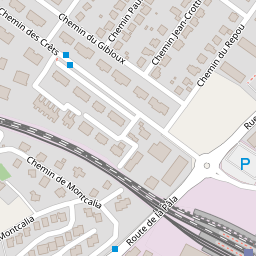 Chemin du Gibloux
Chemin des Crêts
Chemin Pau
Chemin Jean-Crotti
Chemin du Repou
Rue
P
Chemin de Montcalia
Montcalia
Route de la Pâla